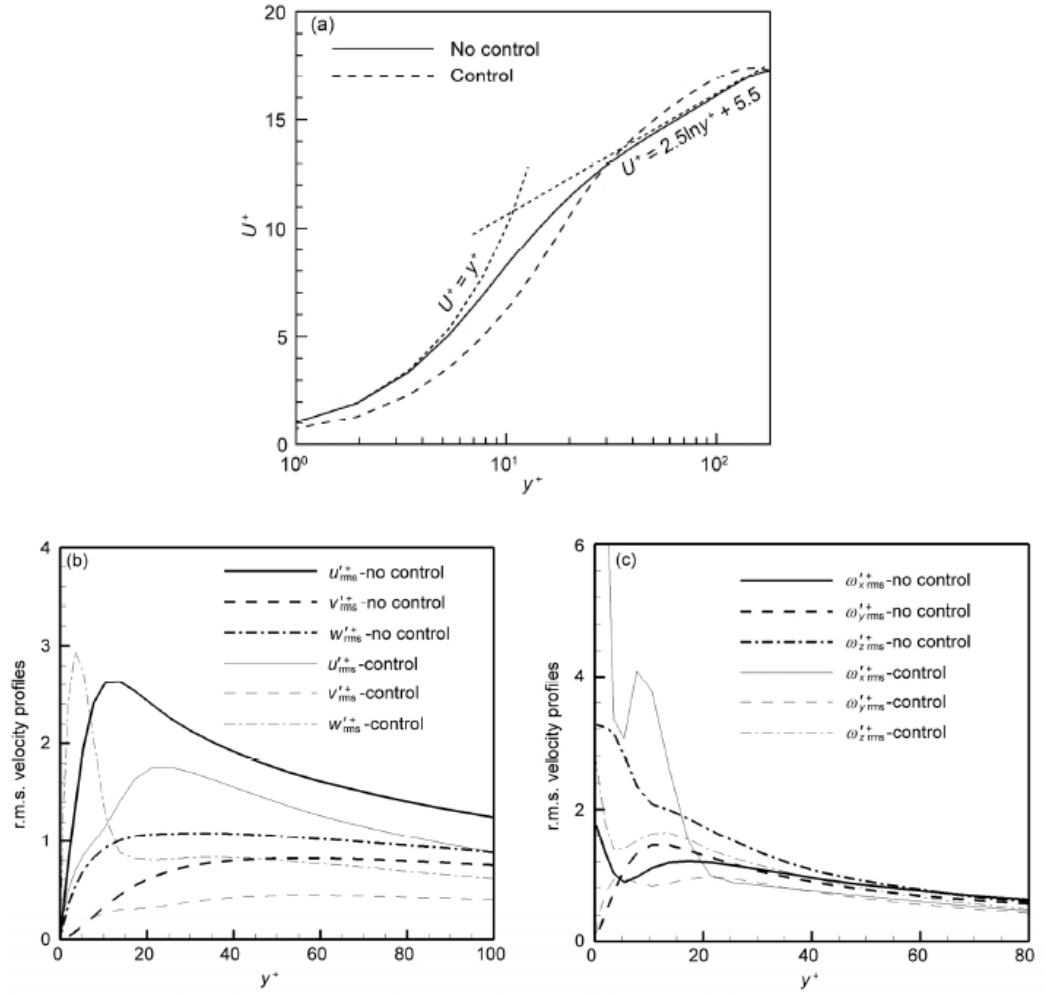 20
(a)
No control
Control
15
U⁺ = 2.5lny⁺ + 5.5
U⁺
10
U⁺ = y⁺
5
0
10⁰
10¹
10²
y⁺
4
(b)
u′⁺rms-no control
v′⁺rms-no control
w′⁺rms-no control
3
u′⁺rms-control
v′⁺rms-control
w′⁺rms-control
r.m.s. velocity profiles
2
1
0
0 20 40 60 80 100
y⁺
6
(c)
ω′⁺x rms-no control
ω′⁺y rms-no control
ω′⁺z rms-no control
4
ω′⁺x rms-control
ω′⁺y rms-control
ω′⁺z rms-control
r.m.s. velocity profiles
2
0
0 20 40 60 80
y⁺